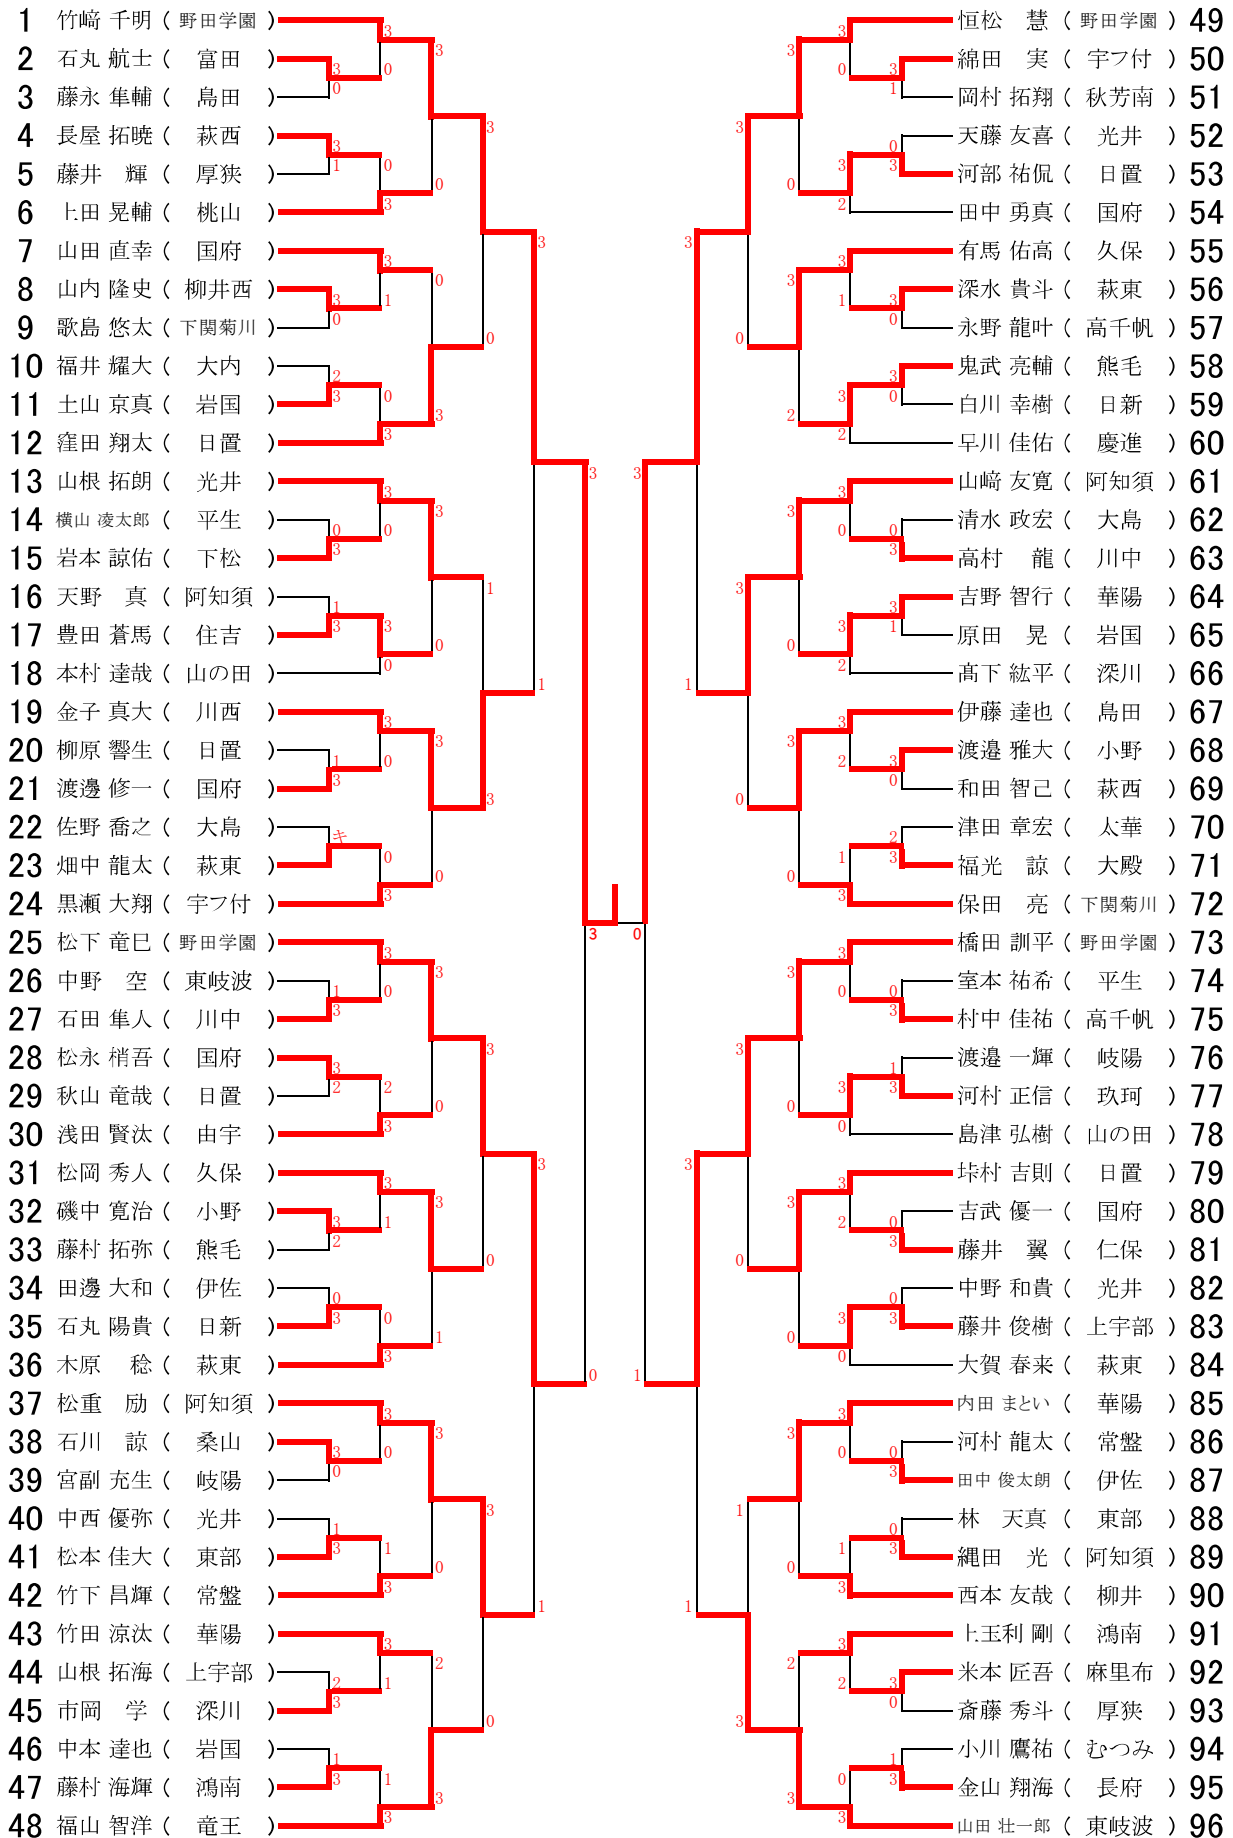 1 竹﨑 千明 ( 野田学園 )
2 石丸 航士 ( 富田 )
3 藤永 隼輔 ( 島田 )
4 長屋 拓暁 ( 萩西 )
5 藤井 輝 ( 厚狭 )
6 上田 晃輔 ( 桃山 )
7 山田 直幸 ( 国府 )
8 山内 隆史 ( 柳井西 )
9 歌島 悠太 ( 下関菊川 )
10 福井 耀大 ( 大内 )
11 土山 京真 ( 岩国 )
12 窪田 翔太 ( 日置 )
13 山根 拓朗 ( 光井 )
14 横山 凌太郎 ( 平生 )
15 岩本 諒佑 ( 下松 )
16 天野 真 ( 阿知須 )
17 豊田 蒼馬 ( 住吉 )
18 本村 達哉 ( 山の田 )
19 金子 真大 ( 川西 )
20 柳原 響生 ( 日置 )
21 渡邊 修一 ( 国府 )
22 佐野 喬之 ( 大島 )
23 畑中 龍太 ( 萩東 )
24 黒瀬 大翔 ( 宇フ付 )
25 松下 竜巳 ( 野田学園 )
26 中野 空 ( 東岐波 )
27 石田 隼人 ( 川中 )
28 松永 梢吾 ( 国府 )
29 秋山 竜哉 ( 日置 )
30 浅田 賢汰 ( 由宇 )
31 松岡 秀人 ( 久保 )
32 磯中 寛治 ( 小野 )
33 藤村 拓弥 ( 熊毛 )
34 田邊 大和 ( 伊佐 )
35 石丸 陽貴 ( 日新 )
36 木原 稔 ( 萩東 )
37 松重 励 ( 阿知須 )
38 石川 諒 ( 桑山 )
39 宮副 充生 ( 岐陽 )
40 中西 優弥 ( 光井 )
41 松本 佳大 ( 東部 )
42 竹下 昌輝 ( 常盤 )
43 竹田 涼汰 ( 華陽 )
44 山根 拓海 ( 上宇部 )
45 市岡 学 ( 深川 )
46 中本 達也 ( 岩国 )
47 藤村 海輝 ( 鴻南 )
48 福山 智洋 ( 竜王 )
恒松 慧 ( 野田学園 ) 49
綿田 実 ( 宇フ付 ) 50
岡村 拓翔 ( 秋芳南 ) 51
天藤 友喜 ( 光井 ) 52
河部 祐侃 ( 日置 ) 53
田中 勇真 ( 国府 ) 54
有馬 佑高 ( 久保 ) 55
深水 貴斗 ( 萩東 ) 56
永野 龍叶 ( 高千帆 ) 57
鬼武 亮輔 ( 熊毛 ) 58
白川 幸樹 ( 日新 ) 59
早川 佳佑 ( 慶進 ) 60
山﨑 友寛 ( 阿知須 ) 61
清水 政宏 ( 大島 ) 62
高村 龍 ( 川中 ) 63
吉野 智行 ( 華陽 ) 64
原田 晃 ( 岩国 ) 65
髙下 紘平 ( 深川 ) 66
伊藤 達也 ( 島田 ) 67
渡邉 雅大 ( 小野 ) 68
和田 智己 ( 萩西 ) 69
津田 章宏 ( 太華 ) 70
福光 諒 ( 大殿 ) 71
保田 亮 ( 下関菊川 ) 72
橋田 訓平 ( 野田学園 ) 73
室本 祐希 ( 平生 ) 74
村中 佳祐 ( 高千帆 ) 75
渡邉 一輝 ( 岐陽 ) 76
河村 正信 ( 玖珂 ) 77
島津 弘樹 ( 山の田 ) 78
垰村 吉則 ( 日置 ) 79
吉武 優一 ( 国府 ) 80
藤井 翼 ( 仁保 ) 81
中野 和貴 ( 光井 ) 82
藤井 俊樹 ( 上宇部 ) 83
大賀 春来 ( 萩東 ) 84
内田 まとい ( 華陽 ) 85
河村 龍太 ( 常盤 ) 86
田中 俊太朗 ( 伊佐 ) 87
林 天真 ( 東部 ) 88
縄田 光 ( 阿知須 ) 89
西本 友哉 ( 柳井 ) 90
上玉利 剛 ( 鴻南 ) 91
米本 匠吾 ( 麻里布 ) 92
斎藤 秀斗 ( 厚狭 ) 93
小川 鷹祐 ( むつみ ) 94
金山 翔海 ( 長府 ) 95
山田 壮一郎 ( 東岐波 ) 96
キ
3 0